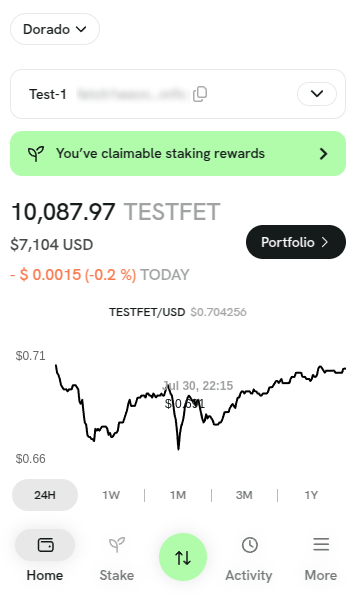 Dorado
Test-1
You've claimable staking rewards
10,087.97 TESTFET
$7,104 USD
Portfolio
- $ 0.0015 (-0.2 %) TODAY
TESTFET/USD $0.704256
$0.71
Jul 30, 22:15
$0.691
$0.66
24H 1W 1M 3M 1Y
Home Stake Activity More